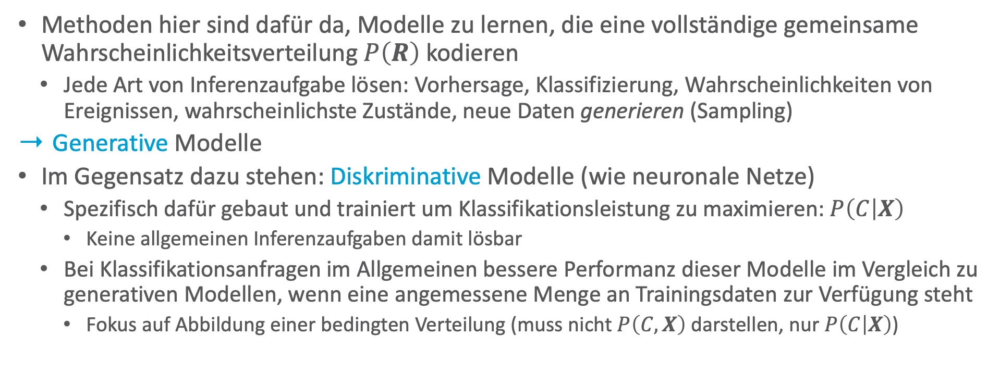 • Methoden hier sind dafür da, Modelle zu lernen, die eine vollständige gemeinsame
Wahrscheinlichkeitsverteilung P(R) kodieren
• Jede Art von Inferenzaufgabe lösen: Vorhersage, Klassifizierung, Wahrscheinlichkeiten von
Ereignissen, wahrscheinlichste Zustände, neue Daten generieren (Sampling)
→ Generative Modelle
• Im Gegensatz dazu stehen: Diskriminative Modelle (wie neuronale Netze)
• Spezifisch dafür gebaut und trainiert um Klassifikationsleistung zu maximieren: P(C|X)
• Keine allgemeinen Inferenzaufgaben damit lösbar
• Bei Klassifikationsanfragen im Allgemeinen bessere Performanz dieser Modelle im Vergleich zu
generativen Modellen, wenn eine angemessene Menge an Trainingsdaten zur Verfügung steht
• Fokus auf Abbildung einer bedingten Verteilung (muss nicht P(C, X) darstellen, nur P(C|X))